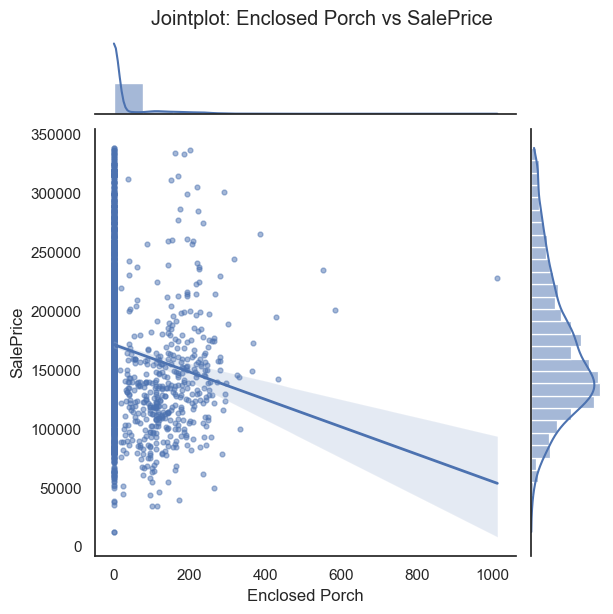 Jointplot: Enclosed Porch vs SalePrice
350000
300000
250000
200000
150000
100000
50000
0
SalePrice
0 200 400 600 800 1000
Enclosed Porch